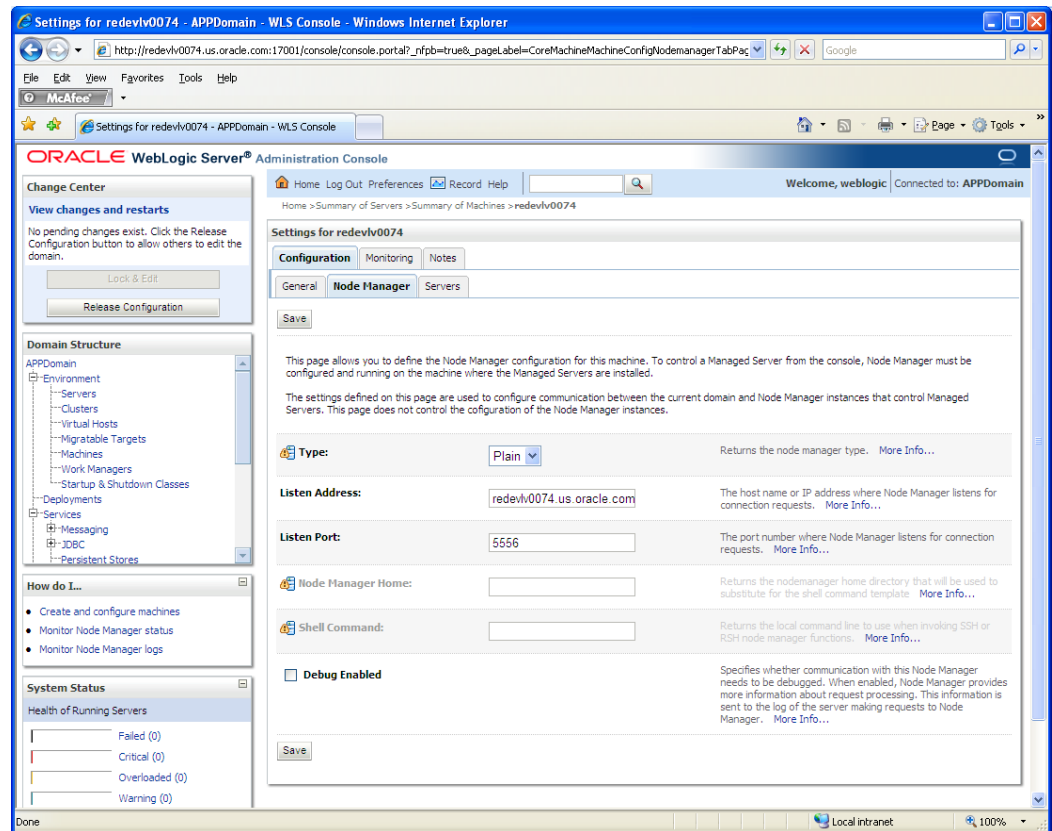 Settings for redevlv0074 - APPDomain - WLS Console - Windows Internet Explorer
http://redevlv0074.us.oracle.com:17001/console/console.portal?_nfpb=true&_pageLabel=CoreMachineMachineConfigNodemanagerTabPag
Google
File Edit View Favorites Tools Help
McAfee
Settings for redevlv0074 - APPDomain - WLS Console
Page Tools
ORACLE WebLogic Server® Administration Console
Change Center
View changes and restarts
No pending changes exist. Click the Release
Configuration button to allow others to edit the
domain.
Lock & Edit
Release Configuration
Domain Structure
APPDomain
Environment
Servers
Clusters
Virtual Hosts
Migratable Targets
Machines
Work Managers
Startup & Shutdown Classes
Deployments
Services
Messaging
JDBC
Persistent Stores
How do I...
Create and configure machines
Monitor Node Manager status
Monitor Node Manager logs
System Status
Health of Running Servers
Failed (0)
Critical (0)
Overloaded (0)
Warning (0)
Home Log Out Preferences Record Help
Welcome, weblogic Connected to: APPDomain
Home >Summary of Servers >Summary of Machines >redevlv0074
Settings for redevlv0074
Configuration Monitoring Notes
General Node Manager Servers
Save
This page allows you to define the Node Manager configuration for this machine. To control a Managed Server from the console, Node Manager must be
configured and running on the machine where the Managed Servers are installed.
The settings defined on this page are used to configure communication between the current domain and Node Manager instances that control Managed
Servers. This page does not control the cofiguration of the Node Manager instances.
Type: Plain Returns the node manager type. More Info...
Listen Address: redevlv0074.us.oracle.com
The host name or IP address where Node Manager listens for
connection requests. More Info...
Listen Port: 5556
The port number where Node Manager listens for connection
requests. More Info...
Node Manager Home:
Returns the nodemanager home directory that will be used to
substitute for the shell command template More Info...
Shell Command:
Returns the local command line to use when invoking SSH or
RSH node manager functions. More Info...
Debug Enabled
Specifies whether communication with this Node Manager
needs to be debugged. When enabled, Node Manager provides
more information about request processing. This information is
sent to the log of the server making requests to Node
Manager. More Info...
Save
Done
Local intranet
100%